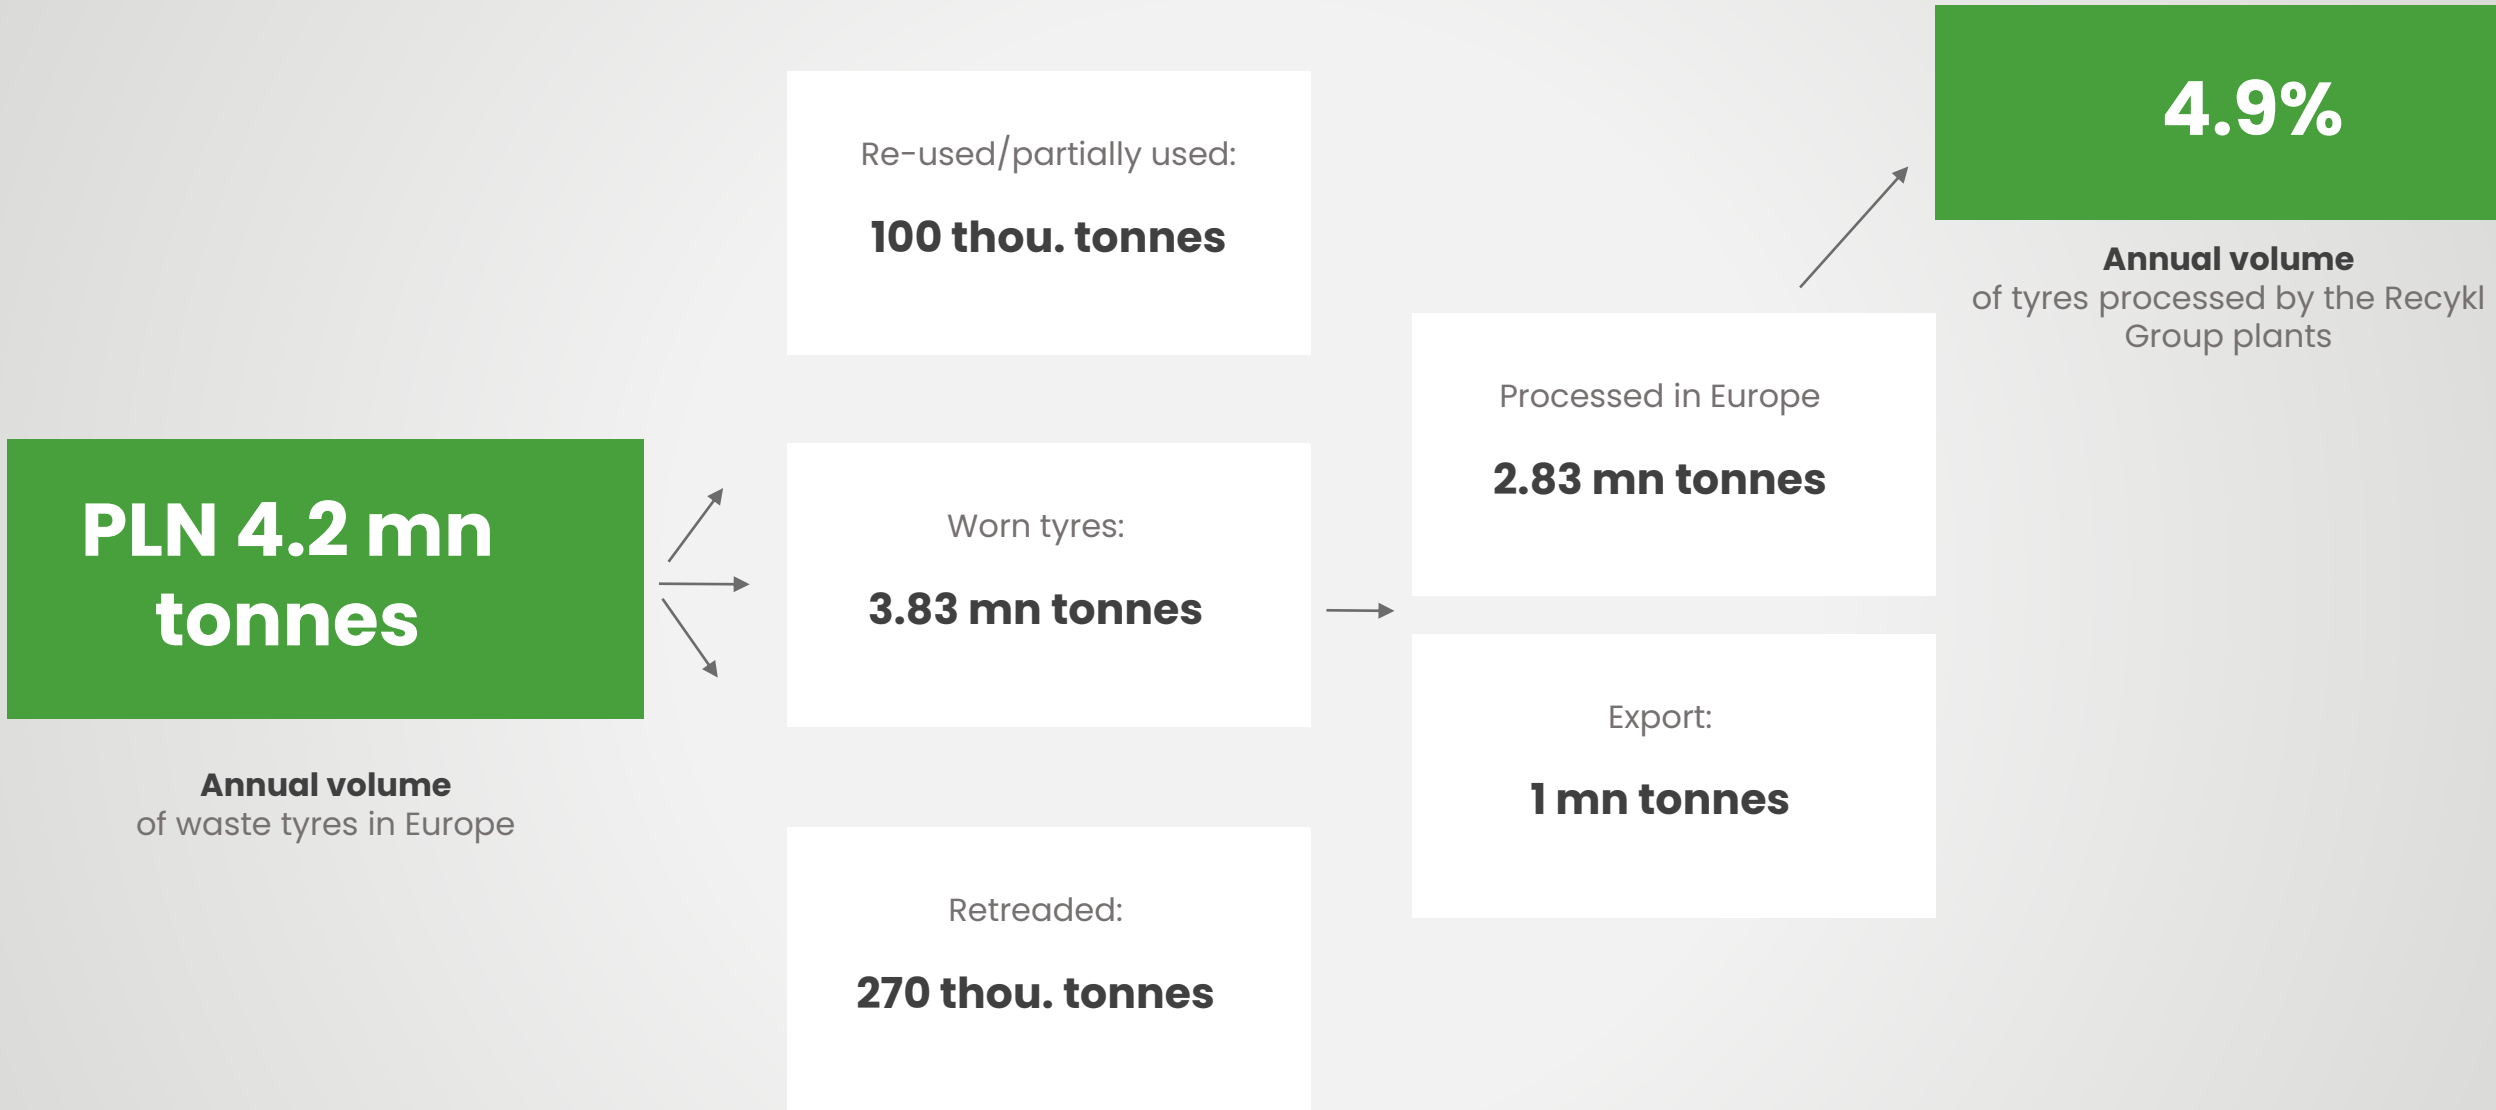 PLN 4.2 mn
tonnes
Annual volume
of waste tyres in Europe
Re-used/partially used:
100 thou. tonnes
Worn tyres:
3.83 mn tonnes
Retreaded:
270 thou. tonnes
Processed in Europe
2.83 mn tonnes
Export:
1 mn tonnes
4.9%
Annual volume
of tyres processed by the Recykl
Group plants